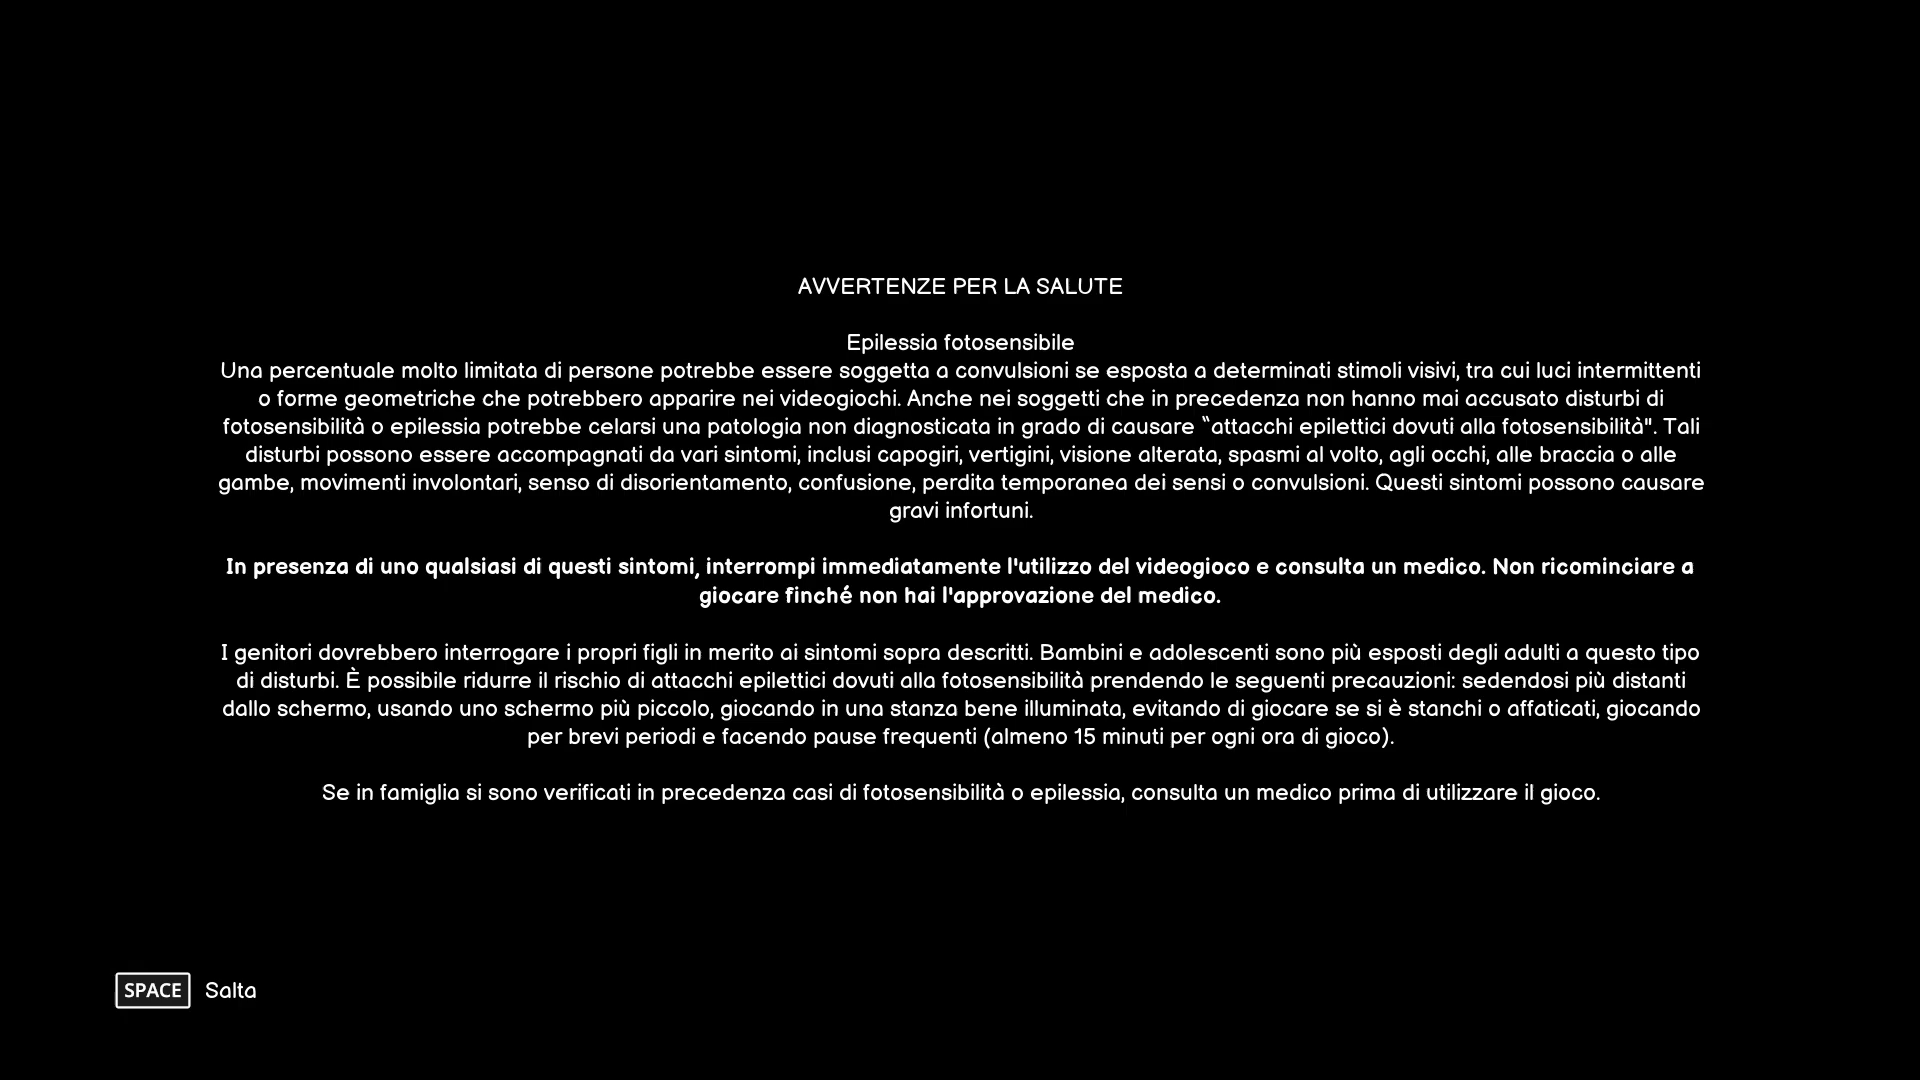 AVVERTENZE PER LA SALUTE
Epilessia fotosensibile
Una percentuale molto limitata di persone potrebbe essere soggetta a convulsioni se esposta a determinati stimoli visivi, tra cui luci intermittenti
o forme geometriche che potrebbero apparire nei videogiochi. Anche nei soggetti che in precedenza non hanno mai accusato disturbi di
fotosensibilità o epilessia potrebbe celarsi una patologia non diagnosticata in grado di causare “attacchi epilettici dovuti alla fotosensibilità". Tali
disturbi possono essere accompagnati da vari sintomi, inclusi capogiri, vertigini, visione alterata, spasmi al volto, agli occhi, alle braccia o alle
gambe, movimenti involontari, senso di disorientamento, confusione, perdita temporanea dei sensi o convulsioni. Questi sintomi possono causare
gravi infortuni.
In presenza di uno qualsiasi di questi sintomi, interrompi immediatamente l'utilizzo del videogioco e consulta un medico. Non ricominciare a
giocare finché non hai l'approvazione del medico.
I genitori dovrebbero interrogare i propri figli in merito ai sintomi sopra descritti. Bambini e adolescenti sono più esposti degli adulti a questo tipo
di disturbi. È possibile ridurre il rischio di attacchi epilettici dovuti alla fotosensibilità prendendo le seguenti precauzioni: sedendosi più distanti
dallo schermo, usando uno schermo più piccolo, giocando in una stanza bene illuminata, evitando di giocare se si è stanchi o affaticati, giocando
per brevi periodi e facendo pause frequenti (almeno 15 minuti per ogni ora di gioco).
Se in famiglia si sono verificati in precedenza casi di fotosensibilità o epilessia, consulta un medico prima di utilizzare il gioco.
SPACE Salta